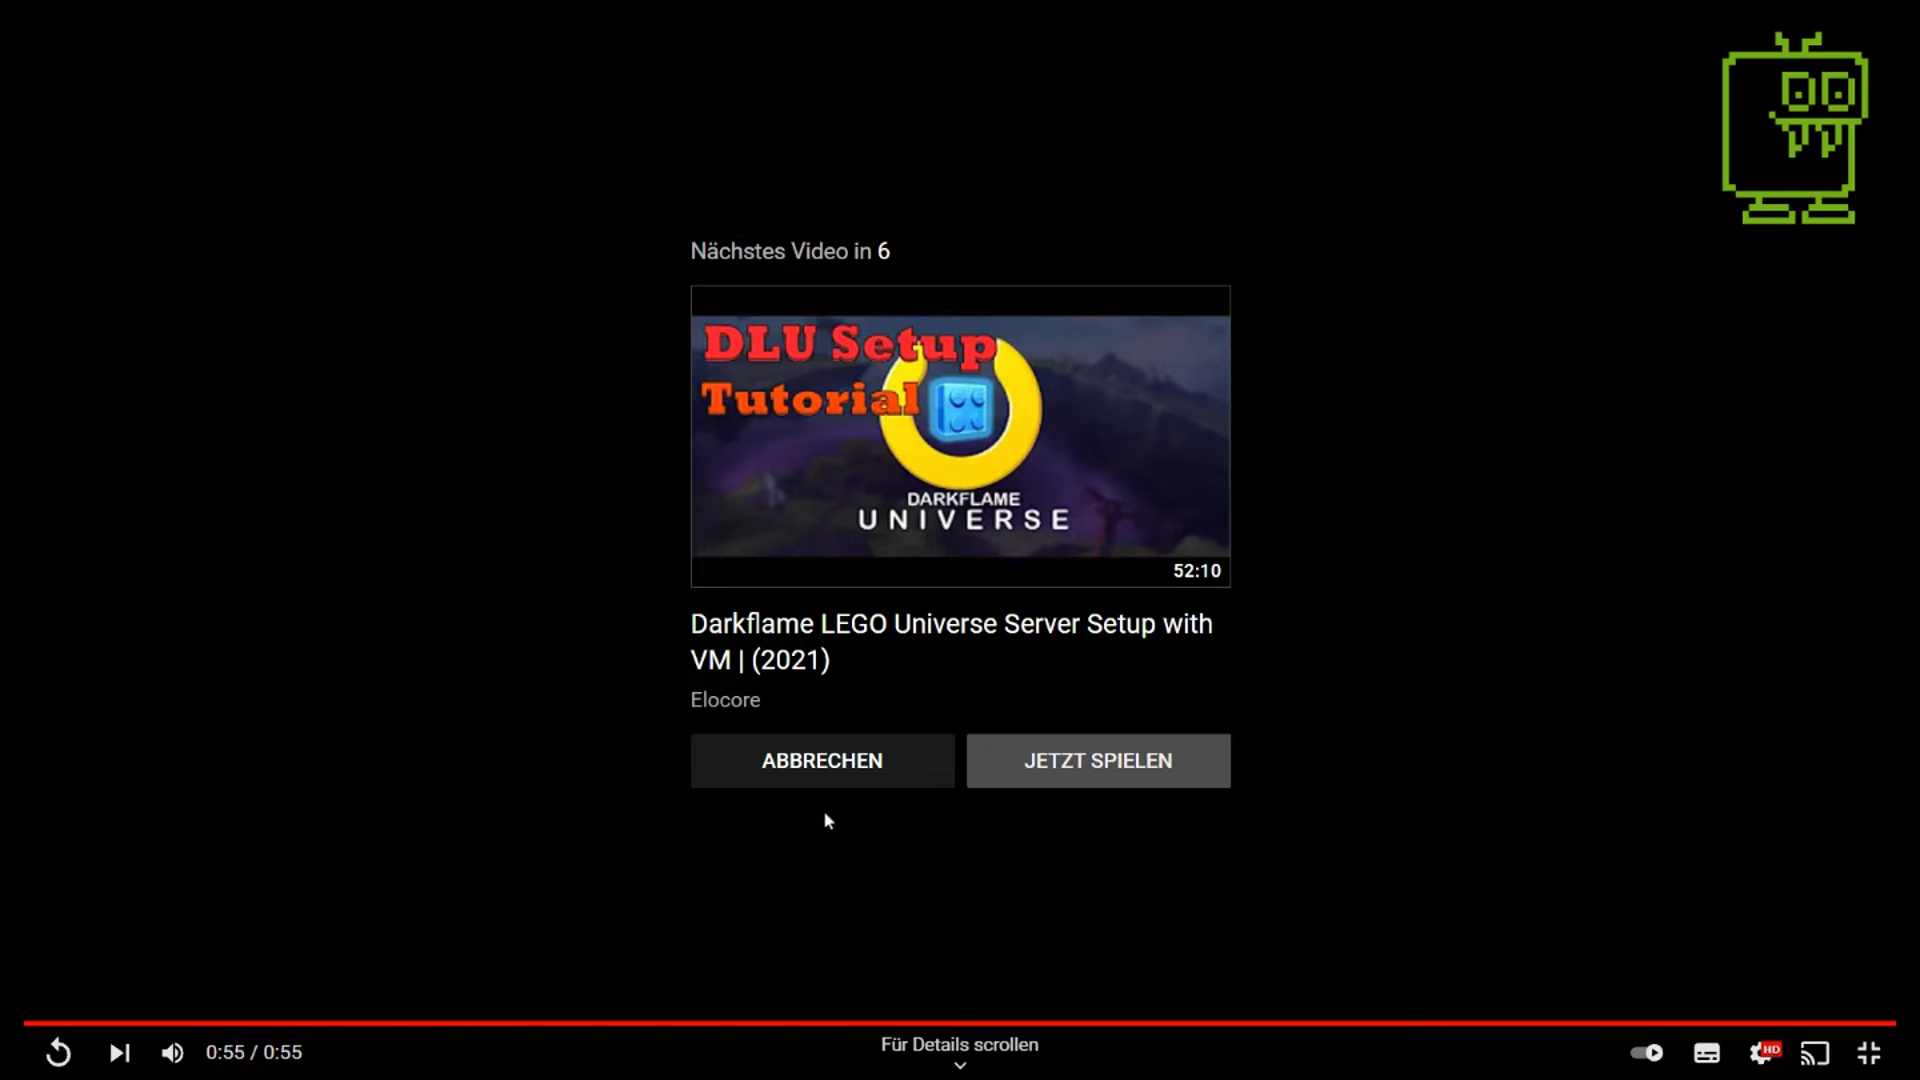 Nächstes Video in 6
DLU Setup
Tutorial
DARKFLAME
UNIVERSE
52:10
Darkflame LEGO Universe Server Setup with
VM | (2021)
Elocore
ABBRECHEN
JETZT SPIELEN
0:55 / 0:55
Für Details scrollen
HD